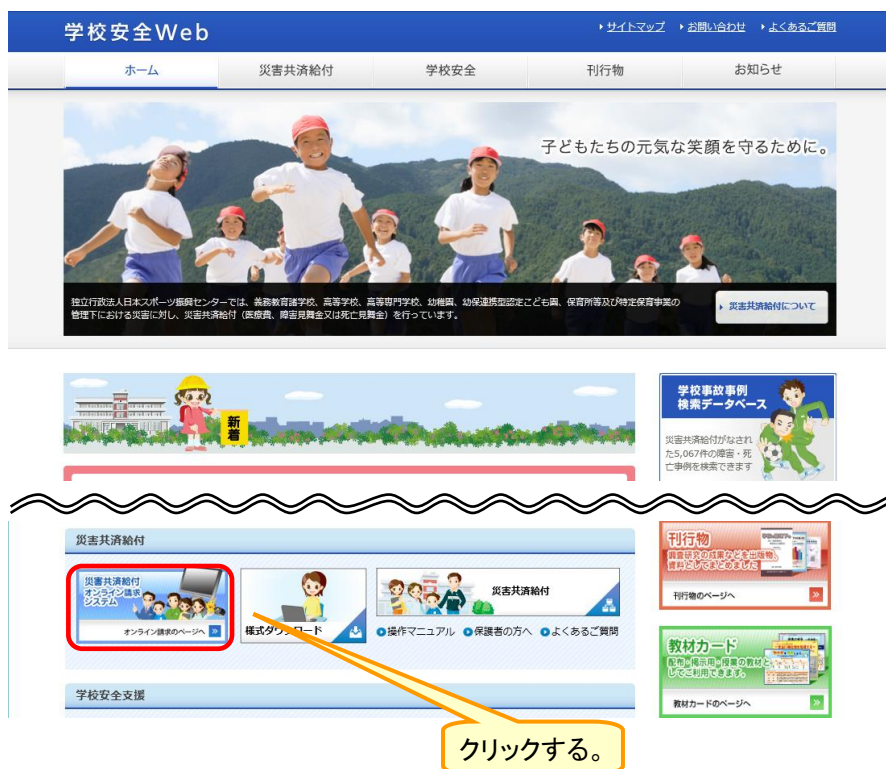 学校安全Web
サイトマップ
お問い合わせ
よくあるご質問
ホーム
災害共済給付
学校安全
刊行物
お知らせ
子どもたちの元気な笑顔を守るために。
独立行政法人日本スポーツ振興センターでは、義務教育諸学校、高等学校、高等専門学校、幼稚園、幼保連携型認定こども園、保育所等及び特定保育事業の
管理下における災害に対し、災害共済給付（医療費、障害見舞金又は死亡見舞金）を行っています。
災害共済給付について
新着
学校事故事例
検索データベース
災害共済給付がなされ
た5,067件の障害・死
亡事例を検索できます
災害共済給付
災害共済給付
オンライン請求
システム
オンライン請求のページへ
様式ダウンロード
災害共済給付
操作マニュアル
保護者の方へ
よくあるご質問
刊行物
調査研究の成果などを出版物、
資料としてまとめました
刊行物のページへ
教材カード
配布・掲示用・授業の教材と
してご利用できます。
教材カードのページへ
学校安全支援
クリックする。